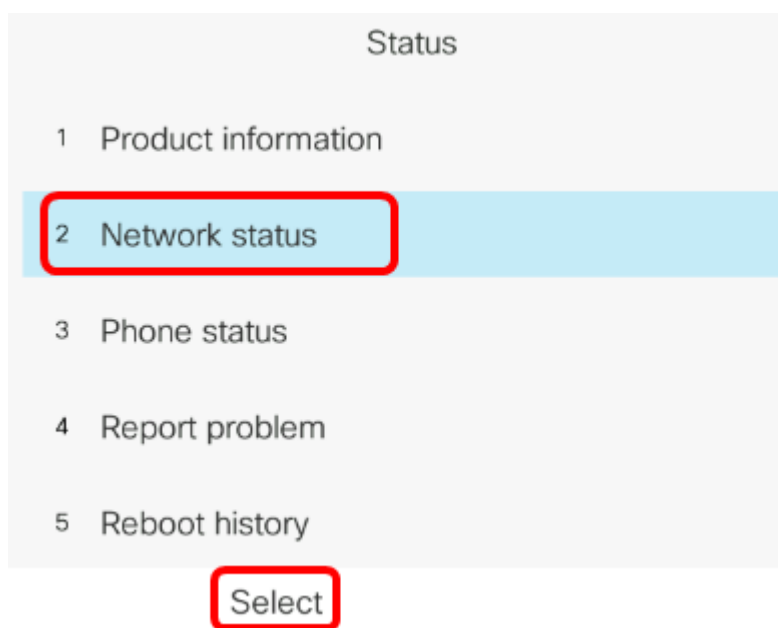 Status
1 Product information
2 Network status
3 Phone status
4 Report problem
5 Reboot history
Select